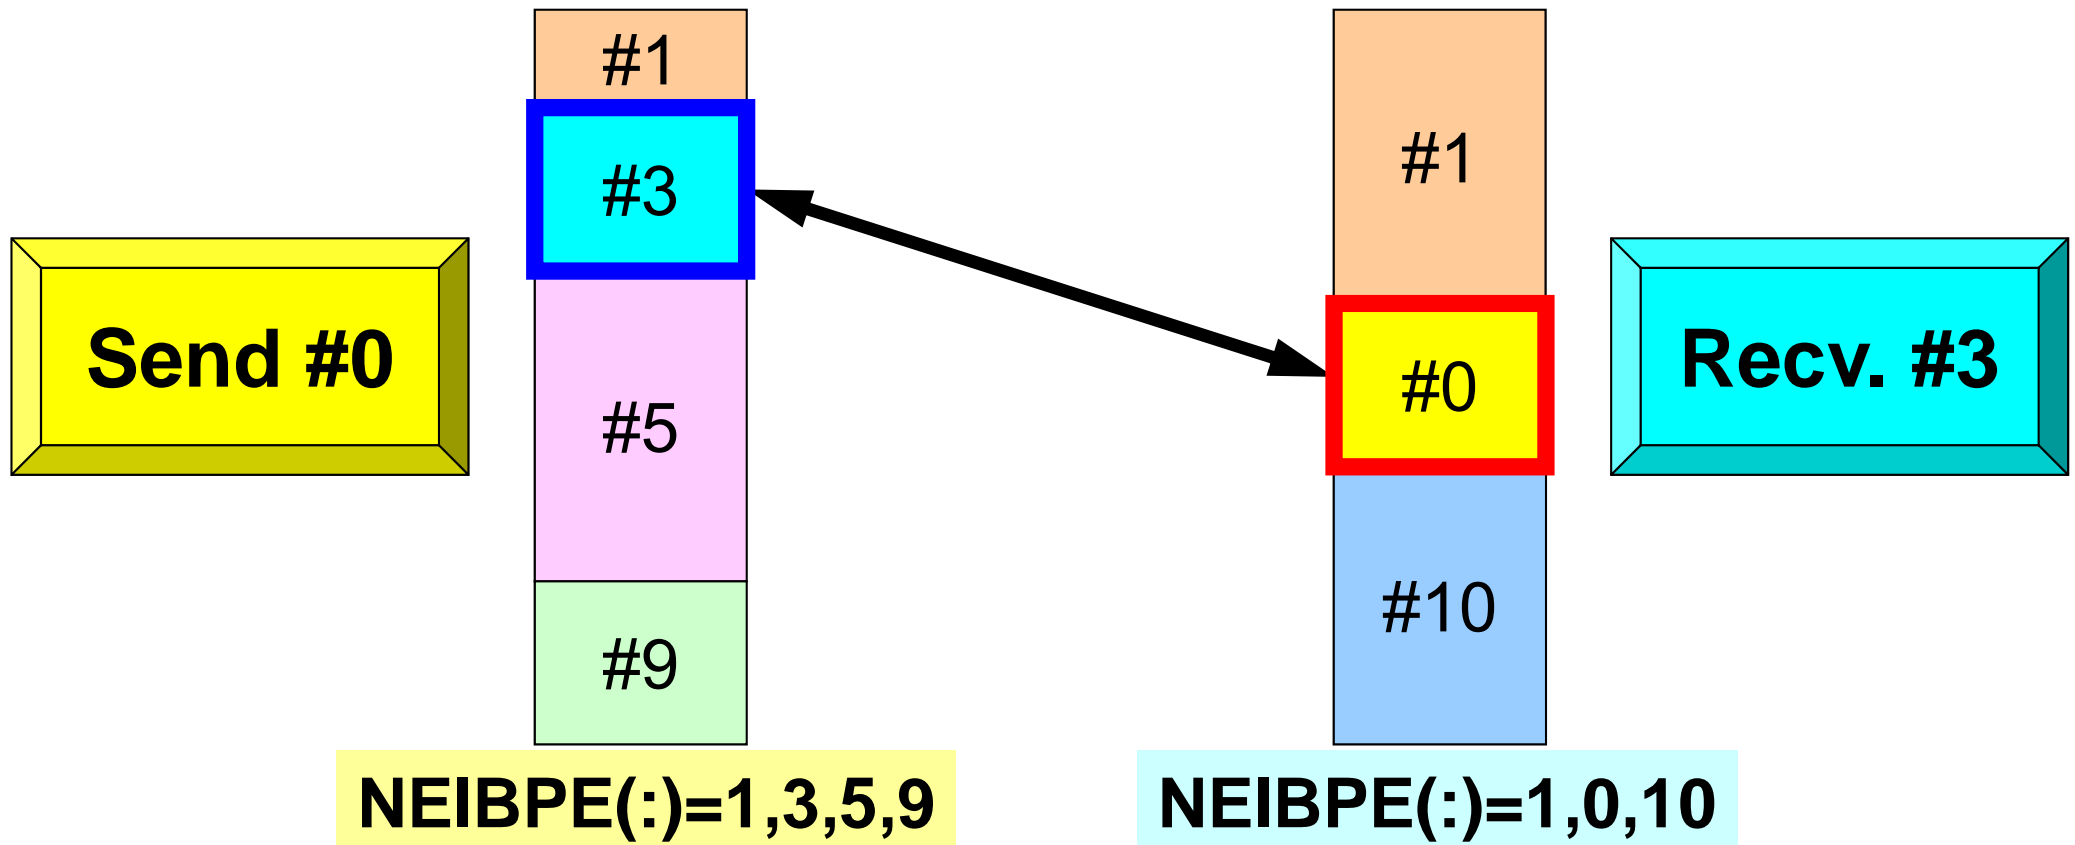 Send #0
#1
#3
#5
#9
NEIBPE(:)=1,3,5,9
#1
#0
#10
NEIBPE(:)=1,0,10
Recv. #3